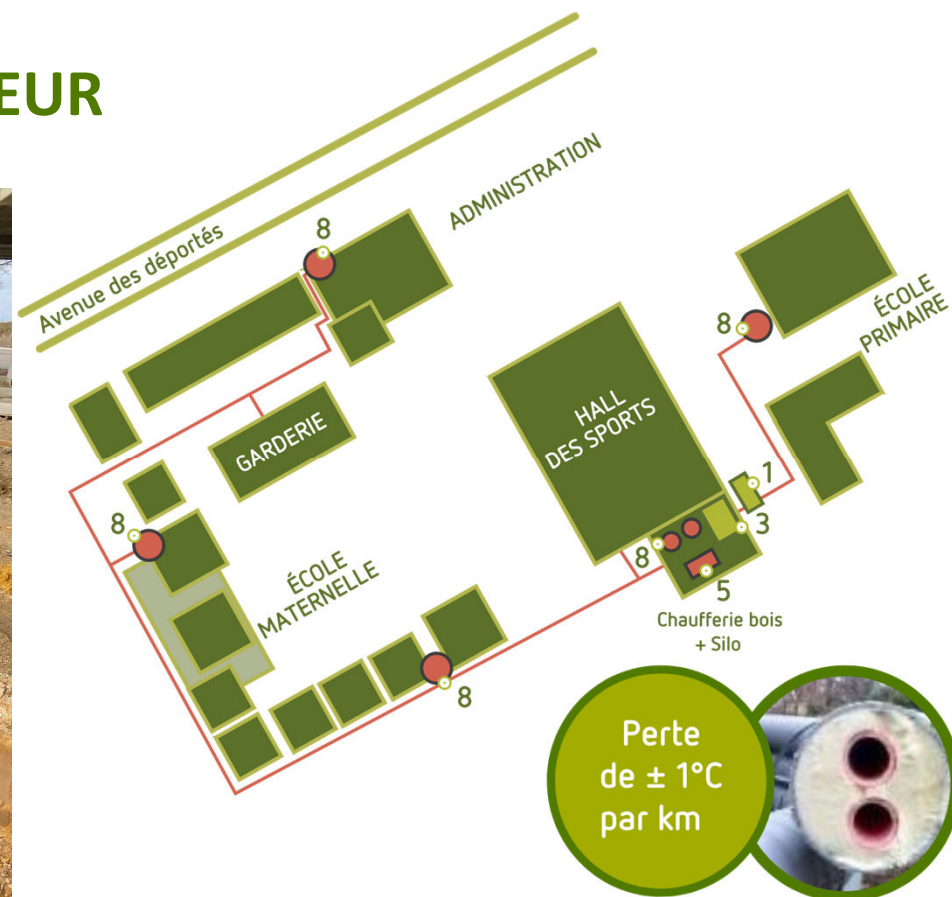 EUR
Avenue des déportés
8
ADMINISTRATION
8
ÉCOLE
PRIMAIRE
HALL
DES SPORTS
GARDERIE
1
3
8
8
5
ÉCOLE
MATERNELLE
Chaufferie bois
+ Silo
8
Perte
de ± 1°C
par km